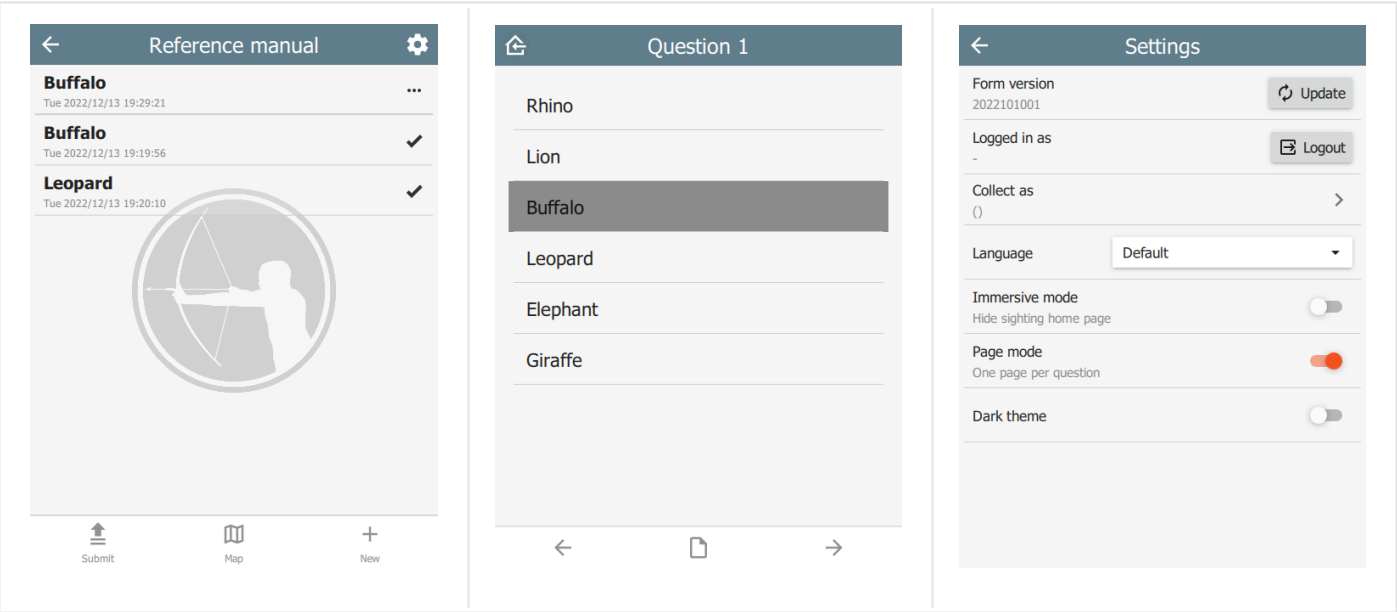 Reference manual
Buffalo
Tue 2022/12/13 19:29:21
Buffalo
Tue 2022/12/13 19:19:56
Leopard
Tue 2022/12/13 19:20:10
Submit
Map
New
Question 1
Rhino
Lion
Buffalo
Leopard
Elephant
Giraffe
Settings
Form version
2022101001
Update
Logged in as
-
Logout
Collect as
()
Language
Default
Immersive mode
Hide sighting home page
Page mode
One page per question
Dark theme